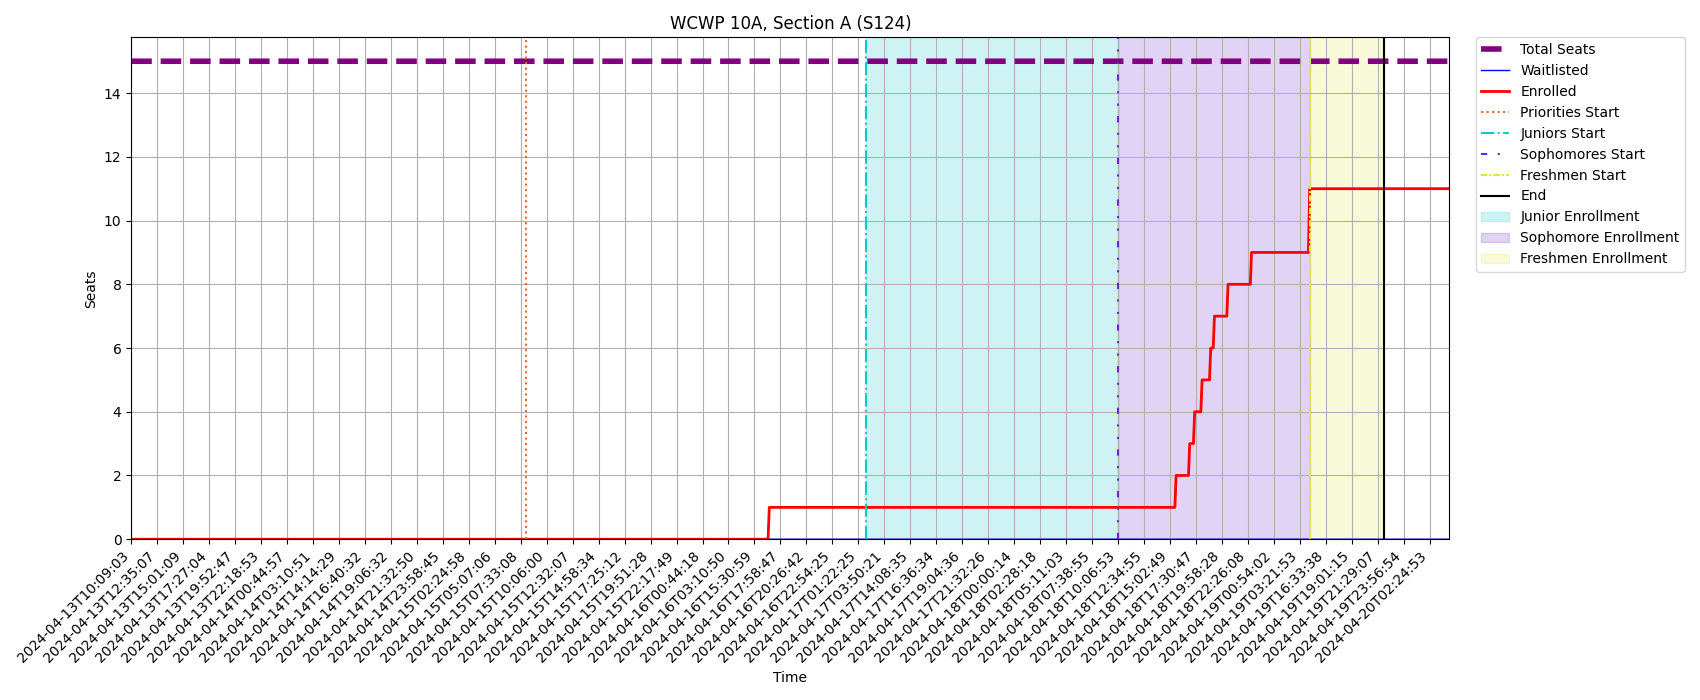 WCWP 10A, Section A (S124)
Total Seats
Waitlisted
Enrolled
Priorities Start
Juniors Start
Sophomores Start
Freshmen Start
End
Junior Enrollment
Sophomore Enrollment
Freshmen Enrollment
Seats
14
12
10
8
6
4
2
0
2024-04-13T10:09:03
2024-04-13T12:35:07
2024-04-13T15:01:09
2024-04-13T17:27:04
2024-04-13T19:52:47
2024-04-13T22:18:53
2024-04-14T00:44:57
2024-04-14T03:10:51
2024-04-14T14:14:29
2024-04-14T16:40:32
2024-04-14T19:06:32
2024-04-14T21:32:50
2024-04-14T23:58:45
2024-04-15T02:24:58
2024-04-15T05:07:06
2024-04-15T07:33:08
2024-04-15T10:06:00
2024-04-15T12:32:07
2024-04-15T14:58:34
2024-04-15T17:25:12
2024-04-15T19:51:28
2024-04-15T22:17:49
2024-04-16T00:44:18
2024-04-16T03:10:50
2024-04-16T15:30:59
2024-04-16T17:58:47
2024-04-16T20:26:42
2024-04-16T22:54:25
2024-04-17T01:22:25
2024-04-17T03:50:21
2024-04-17T14:08:35
2024-04-17T16:36:34
2024-04-17T19:04:36
2024-04-17T21:32:26
2024-04-18T00:00:14
2024-04-18T02:28:18
2024-04-18T05:11:03
2024-04-18T07:38:55
2024-04-18T10:06:53
2024-04-18T12:34:55
2024-04-18T15:02:49
2024-04-18T17:30:47
2024-04-18T19:58:28
2024-04-18T22:26:08
2024-04-19T00:54:02
2024-04-19T03:21:53
2024-04-19T16:33:38
2024-04-19T19:01:15
2024-04-19T21:29:07
2024-04-19T23:56:54
2024-04-20T02:24:53
Time